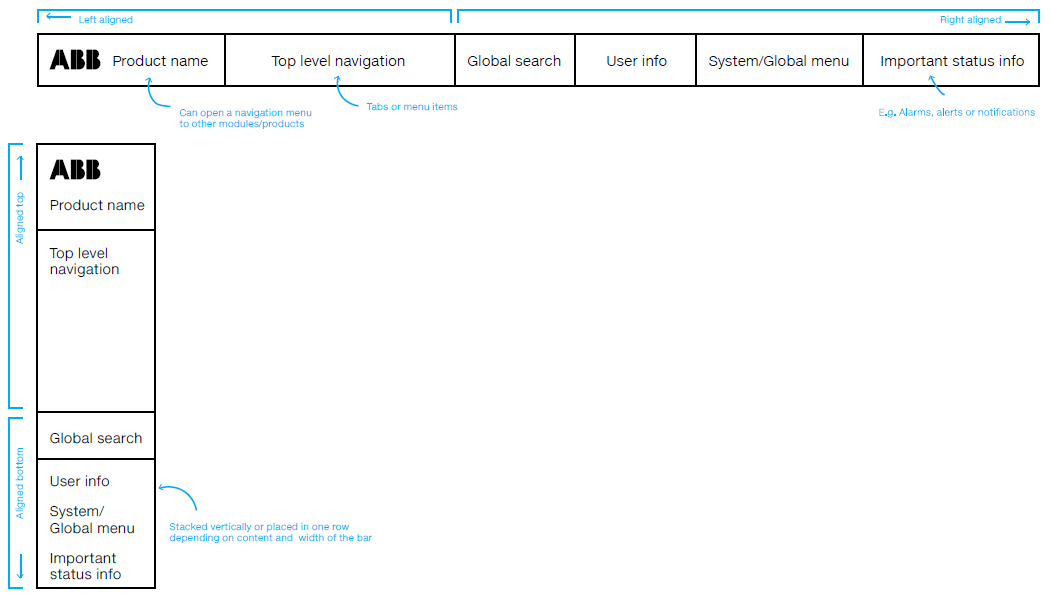 Left aligned
Right aligned
ABB Product name
Top level navigation
Global search
User info
System/Global menu
Important status info
Can open a navigation menu
to other modules/products
Tabs or menu items
E.g. Alarms, alerts or notifications
Aligned top
ABB
Product name
Top level
navigation
Aligned bottom
Global search
User info
System/
Global menu
Important
status info
Stacked vertically or placed in one row
depending on content and width of the bar